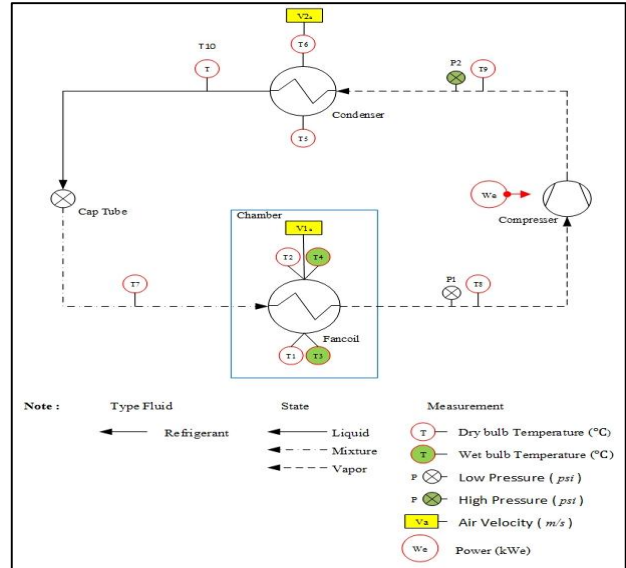 V2a
T10
T6
P2
T
T9
Condenser
T5
We
Compresser
Cap Tube
Chamber
V1a
T2
T4
T7
P1
T8
Fancoil
T1
T3
Note :
Type Fluid
State
Measurement
Refrigerant
Liquid
T
Dry bulb Temperature (°C)
Mixture
T
Wet bulb Temperature (°C)
Vapor
P
Low Pressure ( psi )
P
High Pressure ( psi )
Va
Air Velocity ( m/s )
We
Power (kWe)